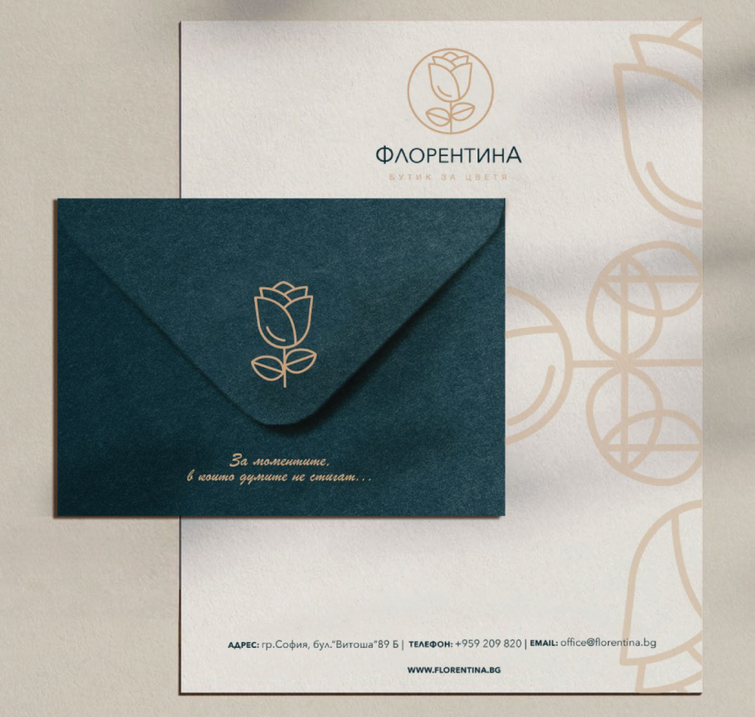 ФЛОРЕНТИНА
БУТИК ЗА ЦВЕТЯ
За моментите,
в които думите не стигат...
АДРЕС: гр.София, бул."Витоша"89 Б | ТЕЛЕФОН: +959 209 820 | EMAIL: office@florentina.bg
WWW.FLORENTINA.BG